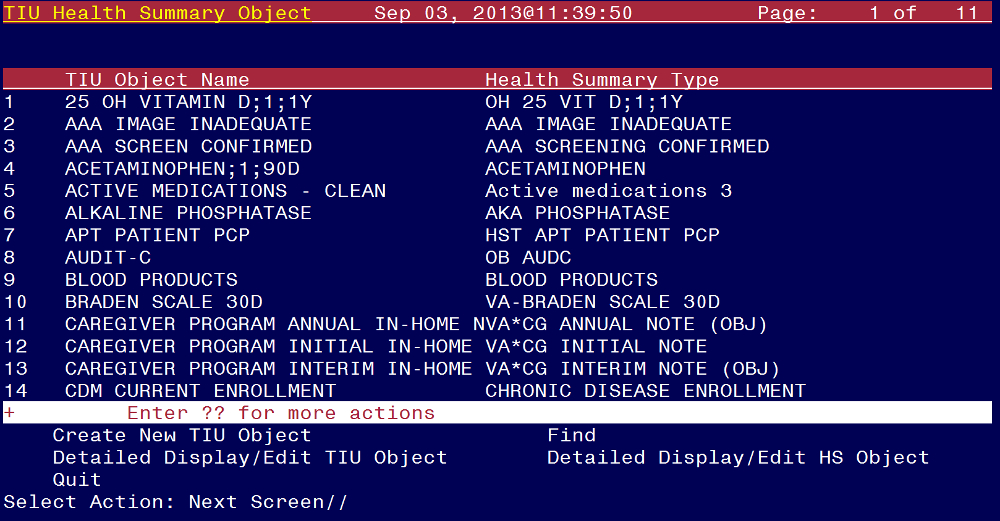 TIU Health Summary Object     Sep 03, 2013@11:39:50          Page:    1 of   11
     TIU Object Name                   Health Summary Type
1    25 OH VITAMIN D;1;1Y              OH 25 VIT D;1;1Y
2    AAA IMAGE INADEQUATE              AAA IMAGE INADEQUATE
3    AAA SCREEN CONFIRMED              AAA SCREENING CONFIRMED
4    ACETAMINOPHEN;1;90D               ACETAMINOPHEN
5    ACTIVE MEDICATIONS - CLEAN        Active medications 3
6    ALKALINE PHOSPHATASE              AKA PHOSPHATASE
7    APT PATIENT PCP                   HST APT PATIENT PCP
8    AUDIT-C                           OB AUDC
9    BLOOD PRODUCTS                    BLOOD PRODUCTS
10   BRADEN SCALE 30D                  VA-BRADEN SCALE 30D
11   CAREGIVER PROGRAM ANNUAL IN-HOME NVA*CG ANNUAL NOTE (OBJ)
12   CAREGIVER PROGRAM INITIAL IN-HOME VA*CG INITIAL NOTE
13   CAREGIVER PROGRAM INTERIM IN-HOME VA*CG INTERIM NOTE (OBJ)
14   CDM CURRENT ENROLLMENT            CHRONIC DISEASE ENROLLMENT
+         Enter ?? for more actions
    Create New TIU Object                   Find
    Detailed Display/Edit TIU Object        Detailed Display/Edit HS Object
    Quit
Select Action: Next Screen//